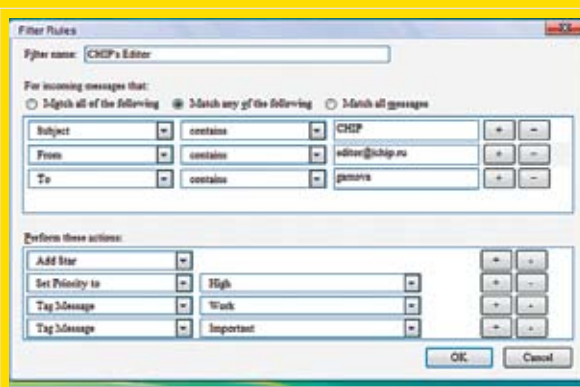 Filter Rules
Filter name: CHIP's Editor
For incoming messages that:
Match all of the following Match any of the following Match all messages
Subject contains CHIP + -
From contains editor@ichip.ru + -
To contains + -
Perform these actions:
Add Star + -
Set Priority to High + -
Tag Message Work + -
Tag Message Important + -
OK Cancel